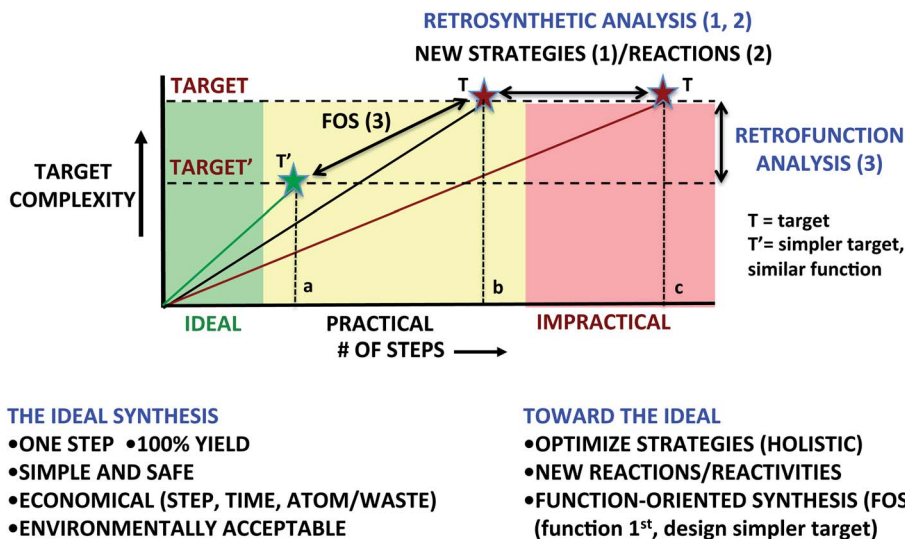 RETROSYNTHETIC ANALYSIS (1, 2)
NEW STRATEGIES (1)/REACTIONS (2)
TARGET
T
T
FOS (3)
RETROFUNCTION
ANALYSIS (3)
TARGET
COMPLEXITY
TARGET’
T’
T = target
T’= simpler target,
similar function
a
b
c
IDEAL
PRACTICAL
IMPRACTICAL
# OF STEPS
THE IDEAL SYNTHESIS
•ONE STEP •100% YIELD
•SIMPLE AND SAFE
•ECONOMICAL (STEP, TIME, ATOM/WASTE)
•ENVIRONMENTALLY ACCEPTABLE
TOWARD THE IDEAL
•OPTIMIZE STRATEGIES (HOLISTIC)
•NEW REACTIONS/REACTIVITIES
•FUNCTION-ORIENTED SYNTHESIS (FOS
(function 1st, design simpler target)